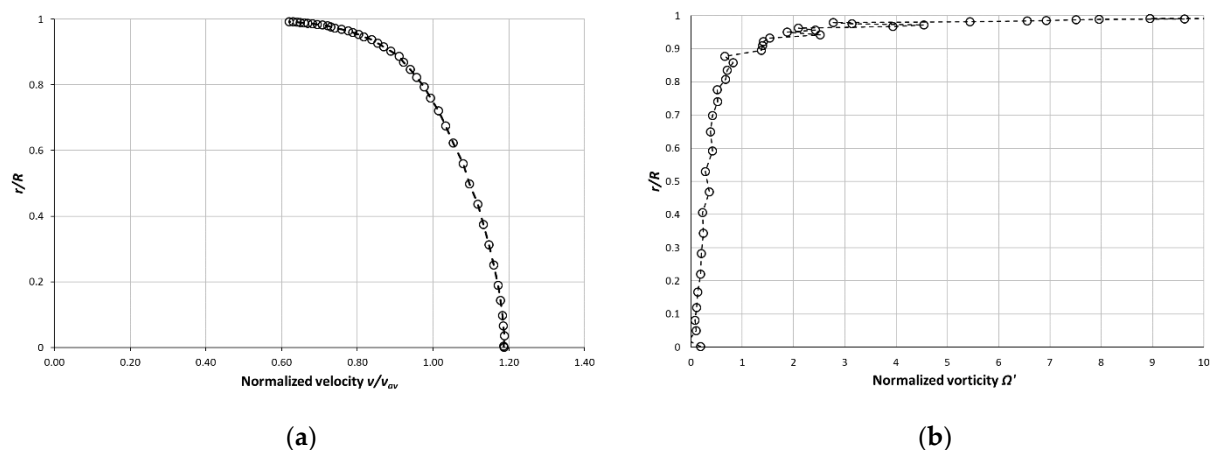 1
0.8
0.6
0.4
0.2
0
r/R
0.00 0.20 0.40 0.60 0.80 1.00 1.20 1.40
Normalized velocity v/vav
(a)
1
0.9
0.8
0.7
0.6
0.5
0.4
0.3
0.2
0.1
0
r/R
0 1 2 3 4 5 6 7 8 9 10
Normalized vorticity Ω'
(b)